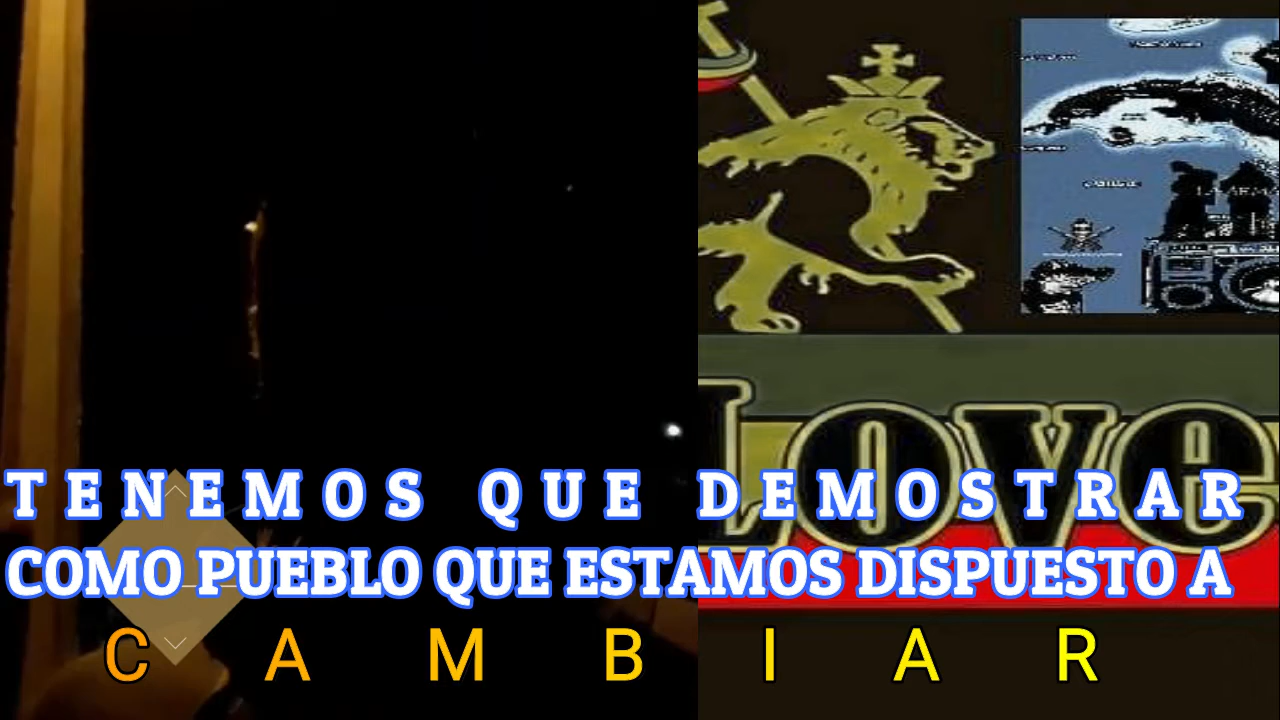 Love
TENEMOS QUE DEMOSTRAR
COMO PUEBLO QUE ESTAMOS DISPUESTO A
CAMBIAR